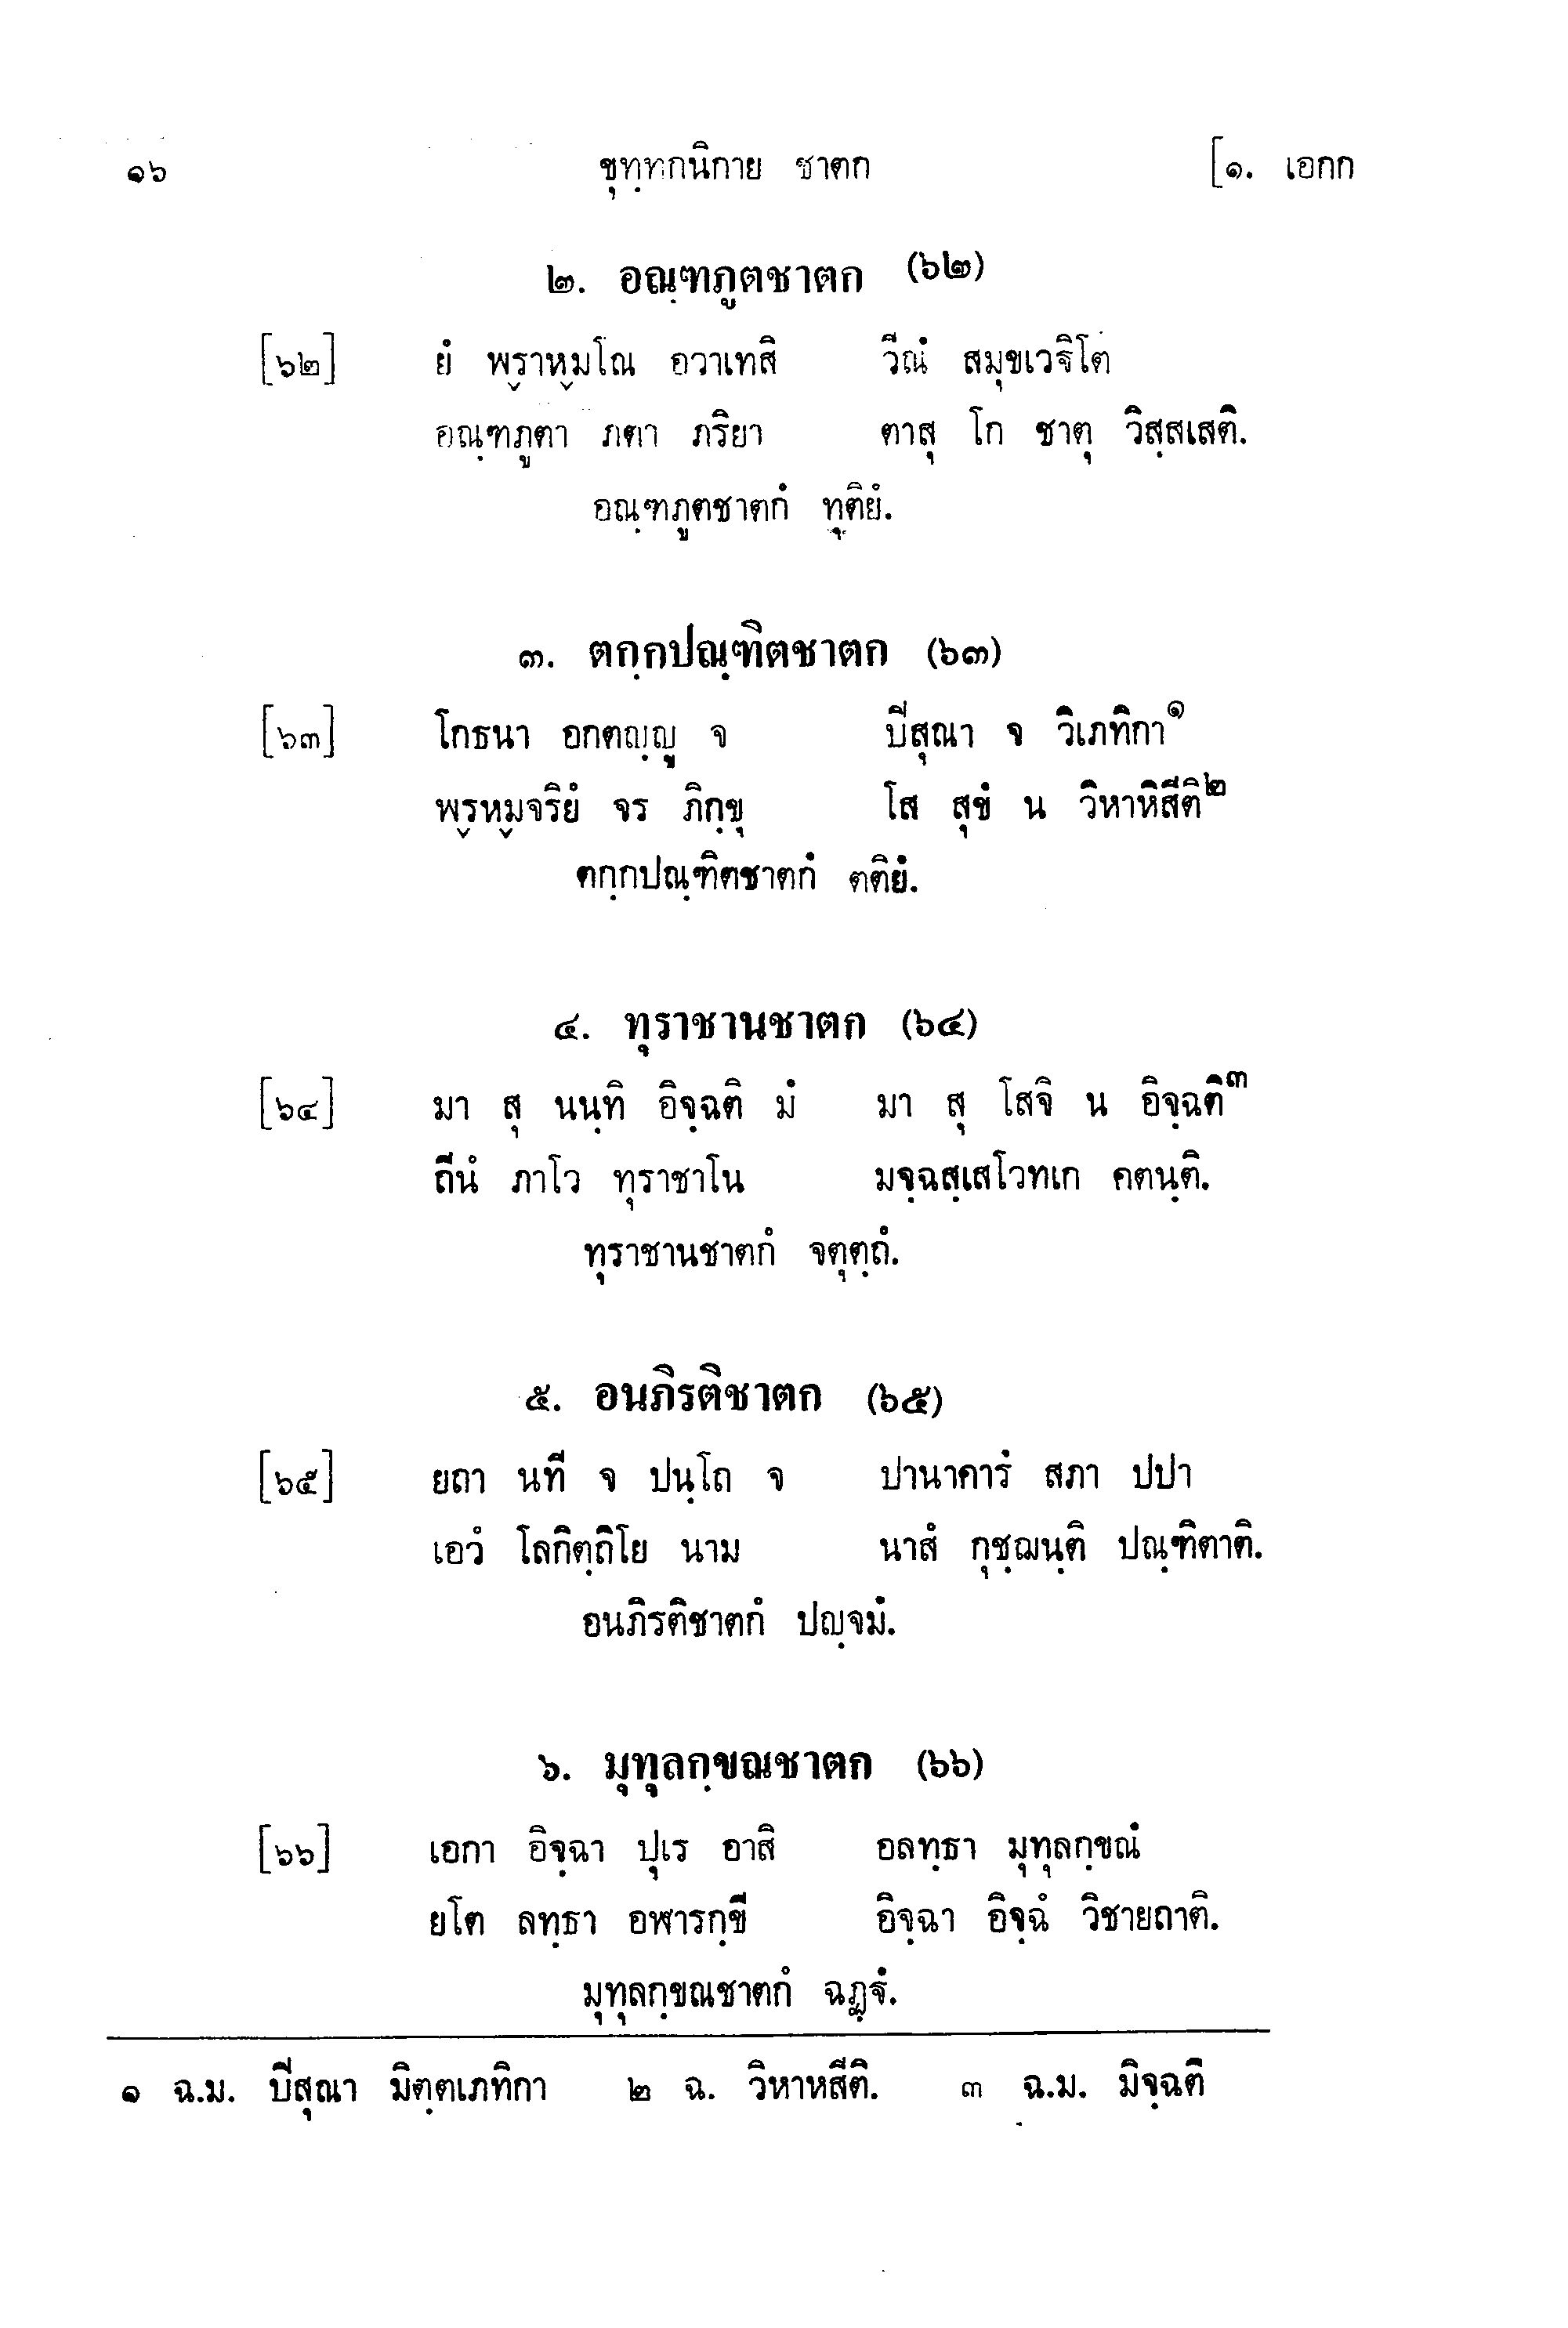 ๑๖ ขุทฺทกนิกาย ชาตก [๑. เอกก
๒. อณฺฑภูตชาตก (๖๒)
[๖๒] ยํ พฺราหฺมโณ อวาเทสิ วีณํ สมุขเวฐิโต
อณฺฑภูตา ภตา ภริยา ตาสุ โก ชาตุ วิสฺสเสติ.
อณฺฑภูตชาตกํ ทุติยํ.
๓. ตกฺกปณฺฑิตชาตก (๖๓)
[๖๓] โกธนา อกตญฺญู จ ปีสุณา จ วิเภทิกา๑
พฺรหฺมจริยํ จร ภิกฺขุ โส สุขํ น วิหาหิสีติ๒
ตกฺกปณฺฑิตชาตกํ ตติยํ.
๔. ทุราชานชาตก (๖๔)
[๖๔] มา สุ นนฺทิ อิจฺฉติ มํ มา สุ โสจิ น อิจฺฉติ๓
ถีนํ ภาโว ทุราชาโน มจฺฉสฺเสโวทเก คตนฺติ.
ทุราชานชาตกํ จตุตฺถํ.
๕. อนภิรติชาตก (๖๕)
[๖๕] ยถา นที จ ปนฺโถ จ ปานาคารํ สภา ปปา
เอวํ โลกิตฺถิโย นาม นาสํ กุชฺฌนฺติ ปณฺฑิตาติ.
อนภิรติชาตกํ ปญฺจมํ.
๖. มุทุลกฺขณชาตก (๖๖)
[๖๖] เอกา อิจฺฉา ปุเร อาสิ อลทฺธา มุทุลกฺขณํ
ยโต ลทฺธา อฬารกฺขี อิจฺฉา อิจฺฉํ วิชายถาติ.
มุทุลกฺขณชาตกํ ฉฏฺฐํ.
๑ ฉ.ม. ปีสุณา มิตฺตเภทิกา ๒ ฉ. วิหาหสีติ. ๓ ฉ.ม. มิจฺฉติ